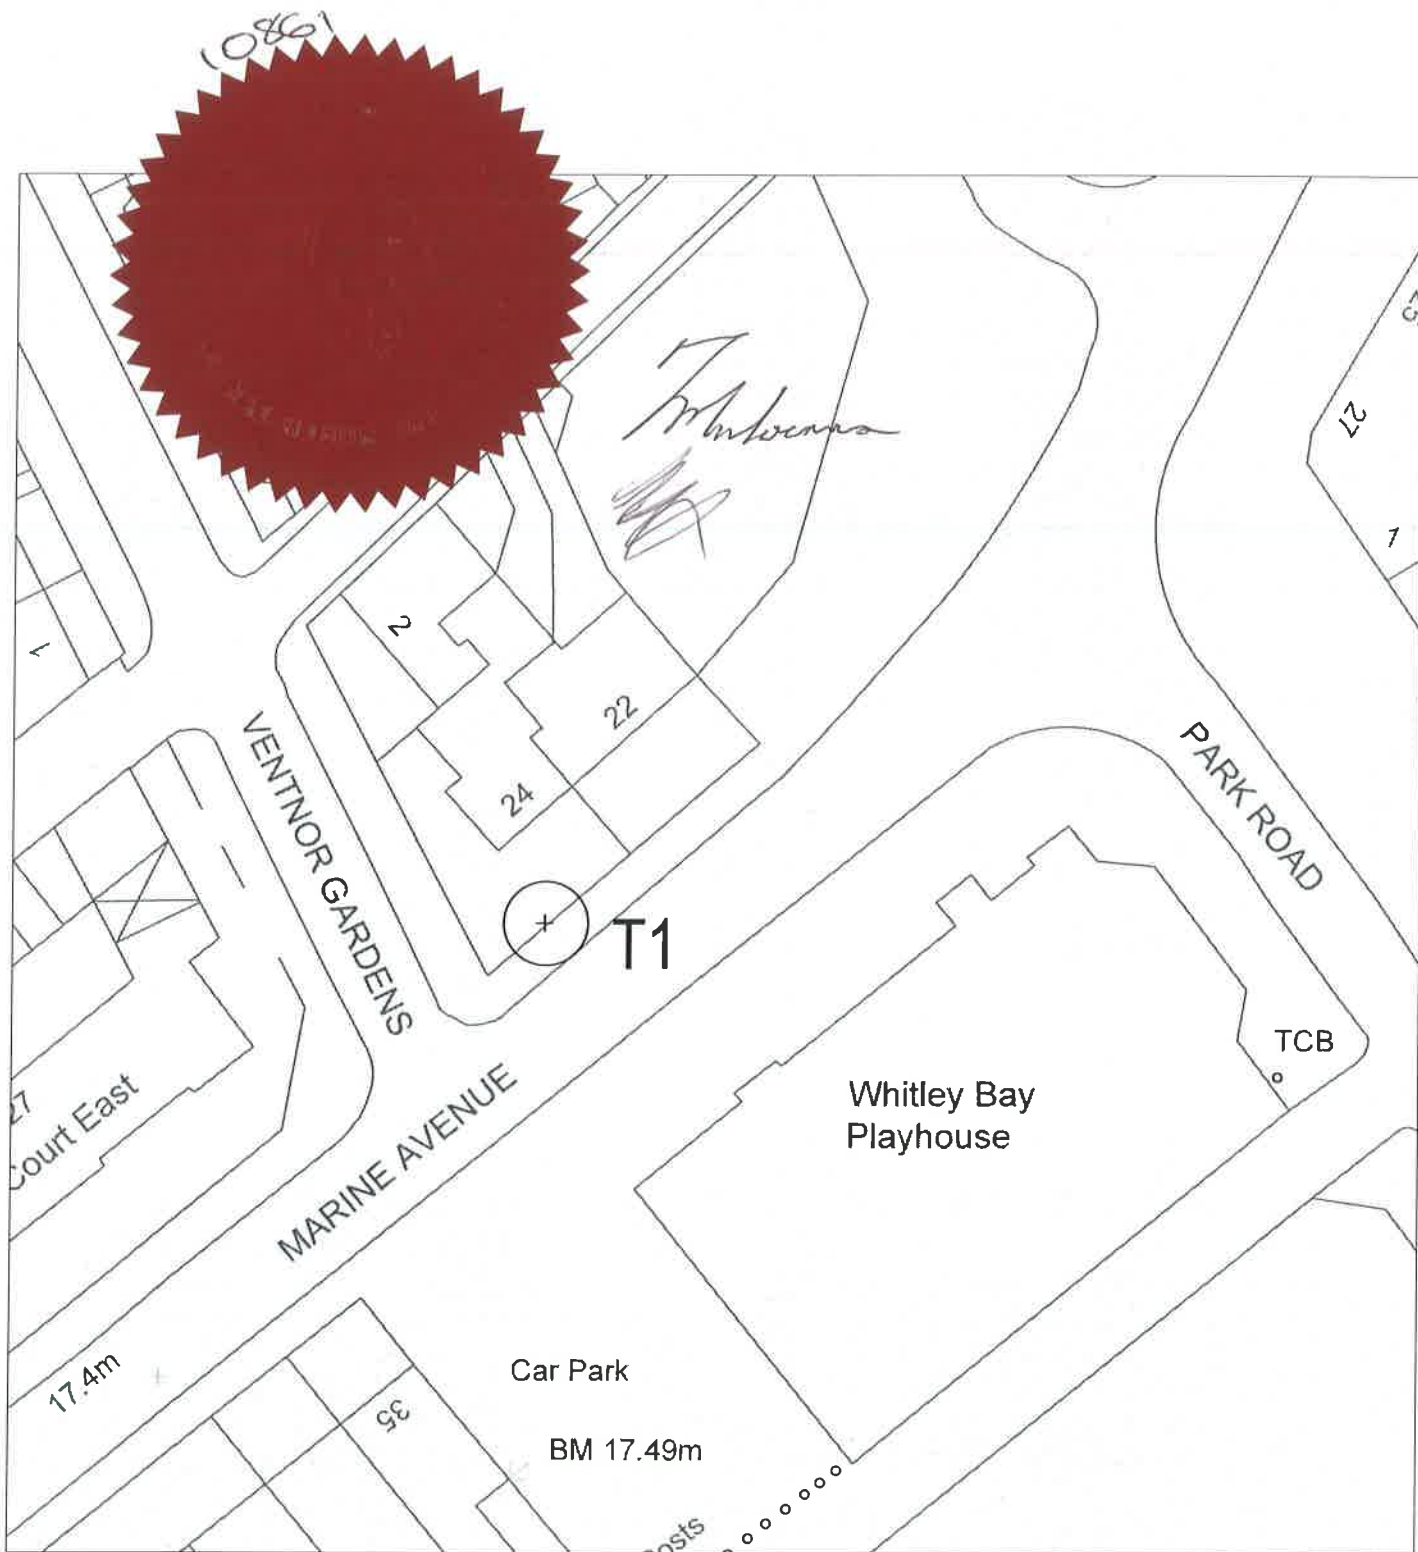 10861
27
1
2
1
22
VENTNOR GARDENS
24
PARK ROAD
T1
TCB
Whitley Bay
Playhouse
27
Court East
MARINE AVENUE
17.4m
Car Park
35
BM 17.49m